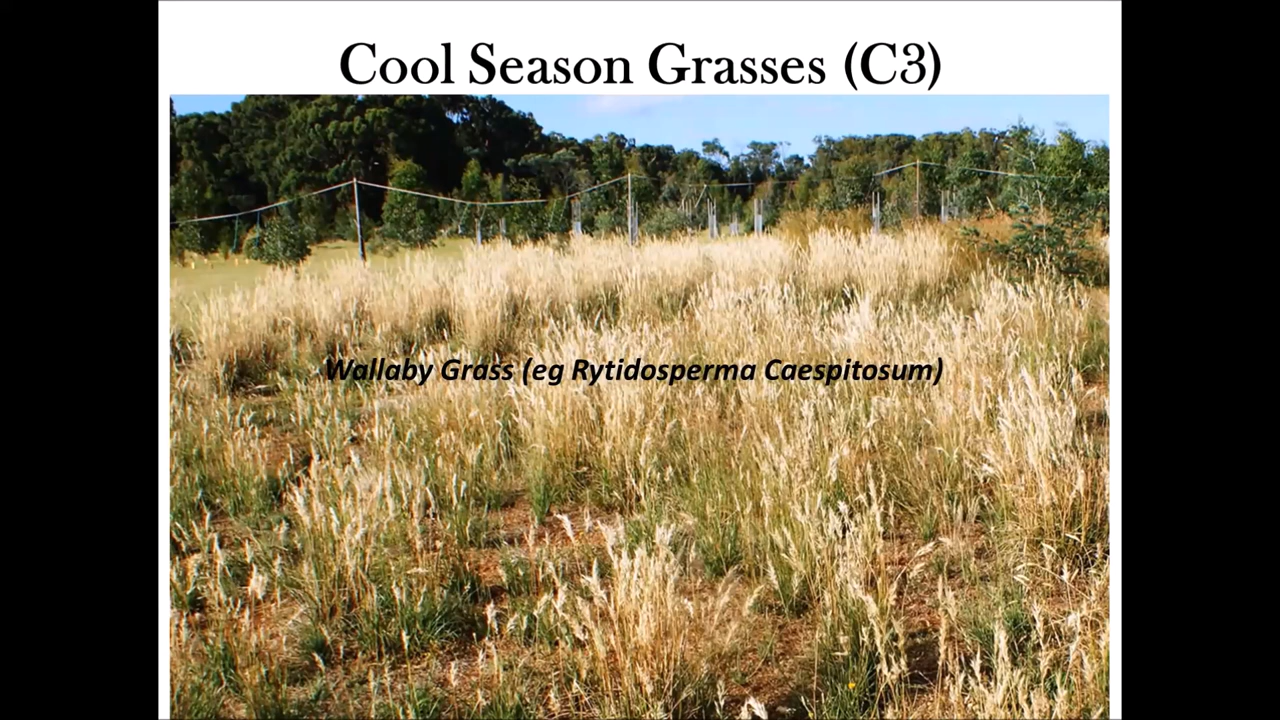 Cool Season Grasses (C3)
Wallaby Grass (eg Rytidosperma Caespitosum)